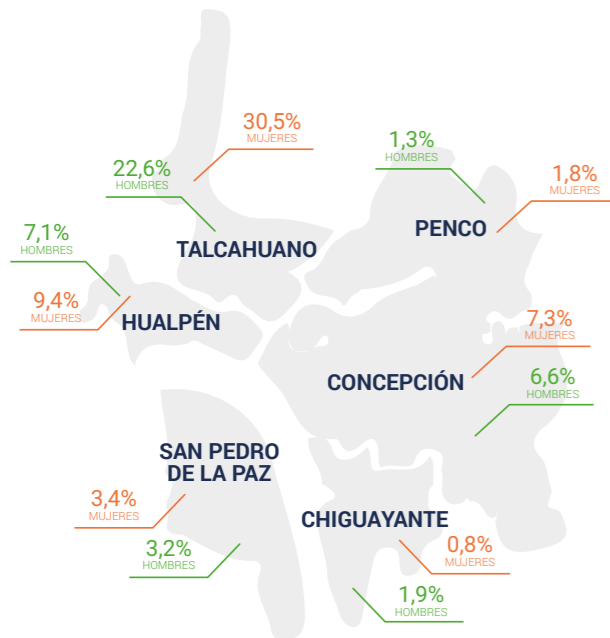 30,5%
MUJERES
22,6%
HOMBRES
TALCAHUANO
1,3%
HOMBRES
1,8%
MUJERES
PENCO
7,1%
HOMBRES
9,4%
MUJERES
HUALPÉN
7,3%
MUJERES
CONCEPCIÓN
6,6%
HOMBRES
SAN PEDRO
DE LA PAZ
3,4%
MUJERES
3,2%
HOMBRES
CHIGUAYANTE
0,8%
MUJERES
1,9%
HOMBRES